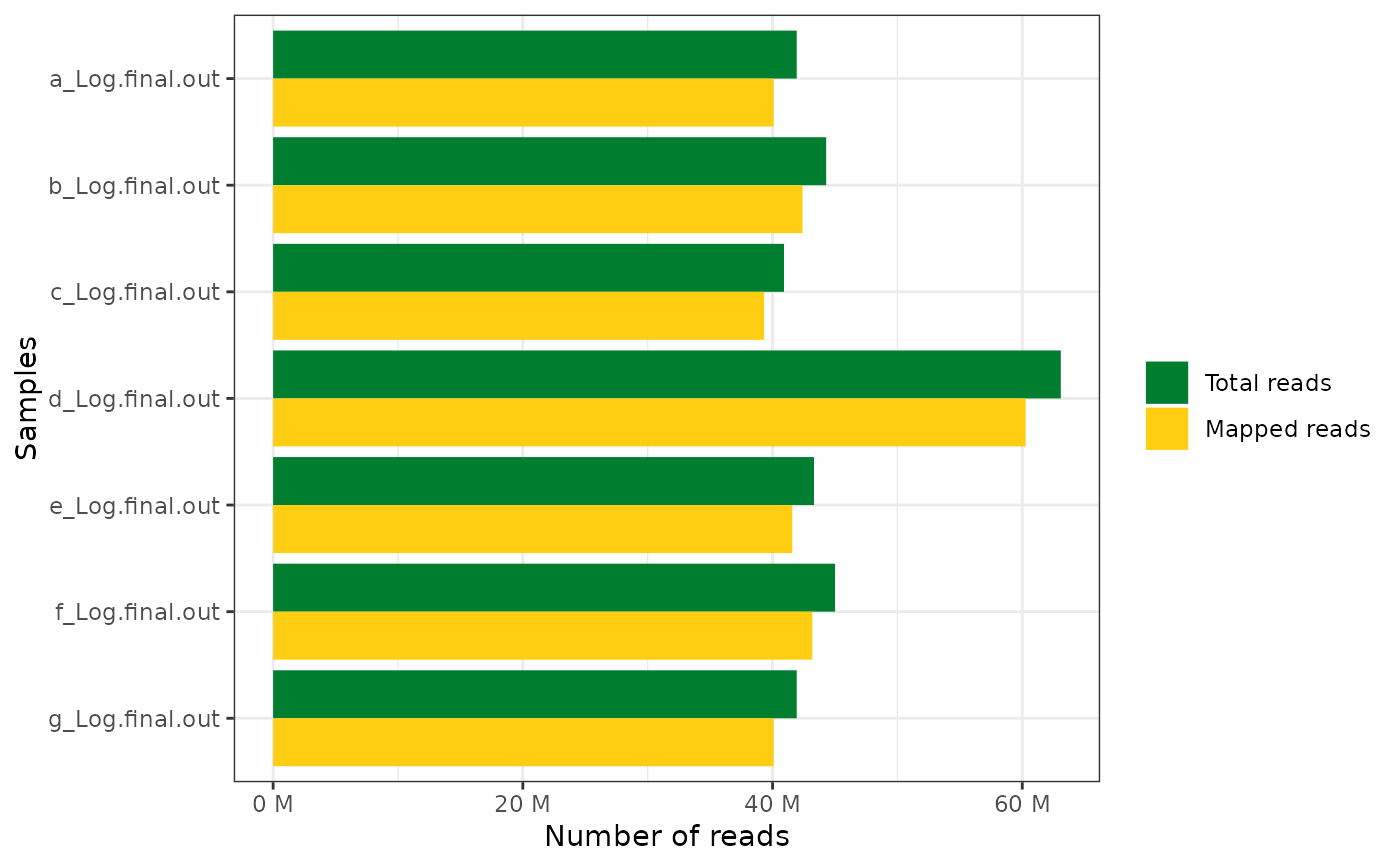 a_Log.final.out
b_Log.final.out
c_Log.final.out
d_Log.final.out
e_Log.final.out
f_Log.final.out
g_Log.final.out
Samples
0 M
20 M
40 M
60 M
Number of reads
Total reads
Mapped reads